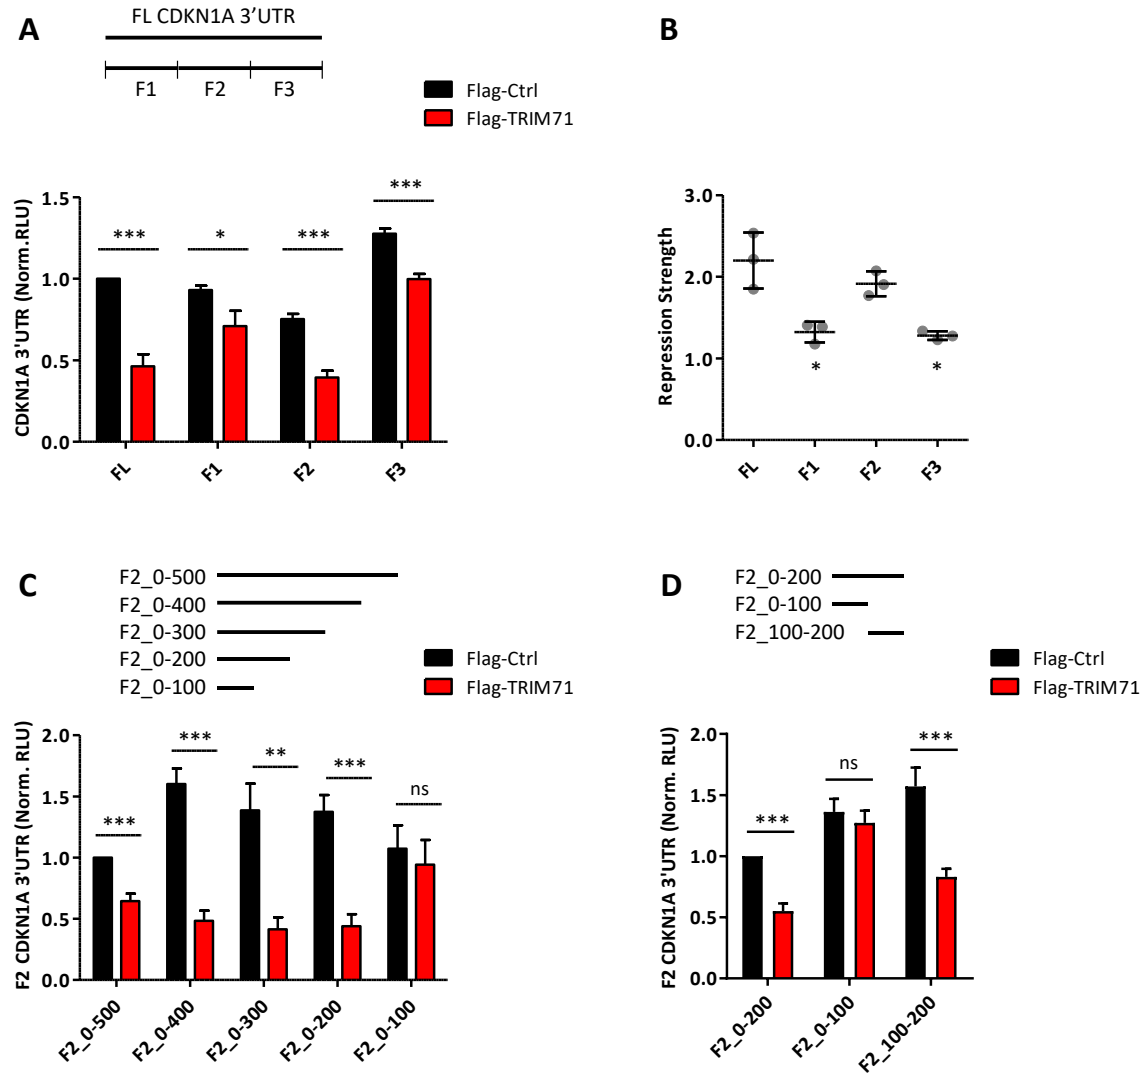 A
FL CDKN1A 3'UTR
F1 F2 F3
Flag-Ctrl
Flag-TRIM71
CDKN1A 3'UTR (Norm.RLU)
1.5
1.0
0.5
0.0
***
*
***
***
FL F1 F2 F3
B
Repression Strength
3.0
2.0
1.0
0.0
*
*
FL F1 F2 F3
C
F2_0-500
F2_0-400
F2_0-300
F2_0-200
F2_0-100
Flag-Ctrl
Flag-TRIM71
F2 CDKN1A 3'UTR (Norm. RLU)
2.0
1.5
1.0
0.5
0.0
***
***
**
***
ns
F2_0-500 F2_0-400 F2_0-300 F2_0-200 F2_0-100
D
F2_0-200
F2_0-100
F2_100-200
Flag-Ctrl
Flag-TRIM71
F2 CDKN1A 3'UTR (Norm. RLU)
2.0
1.5
1.0
0.5
0.0
***
ns
***
F2_0-200 F2_0-100 F2_100-200